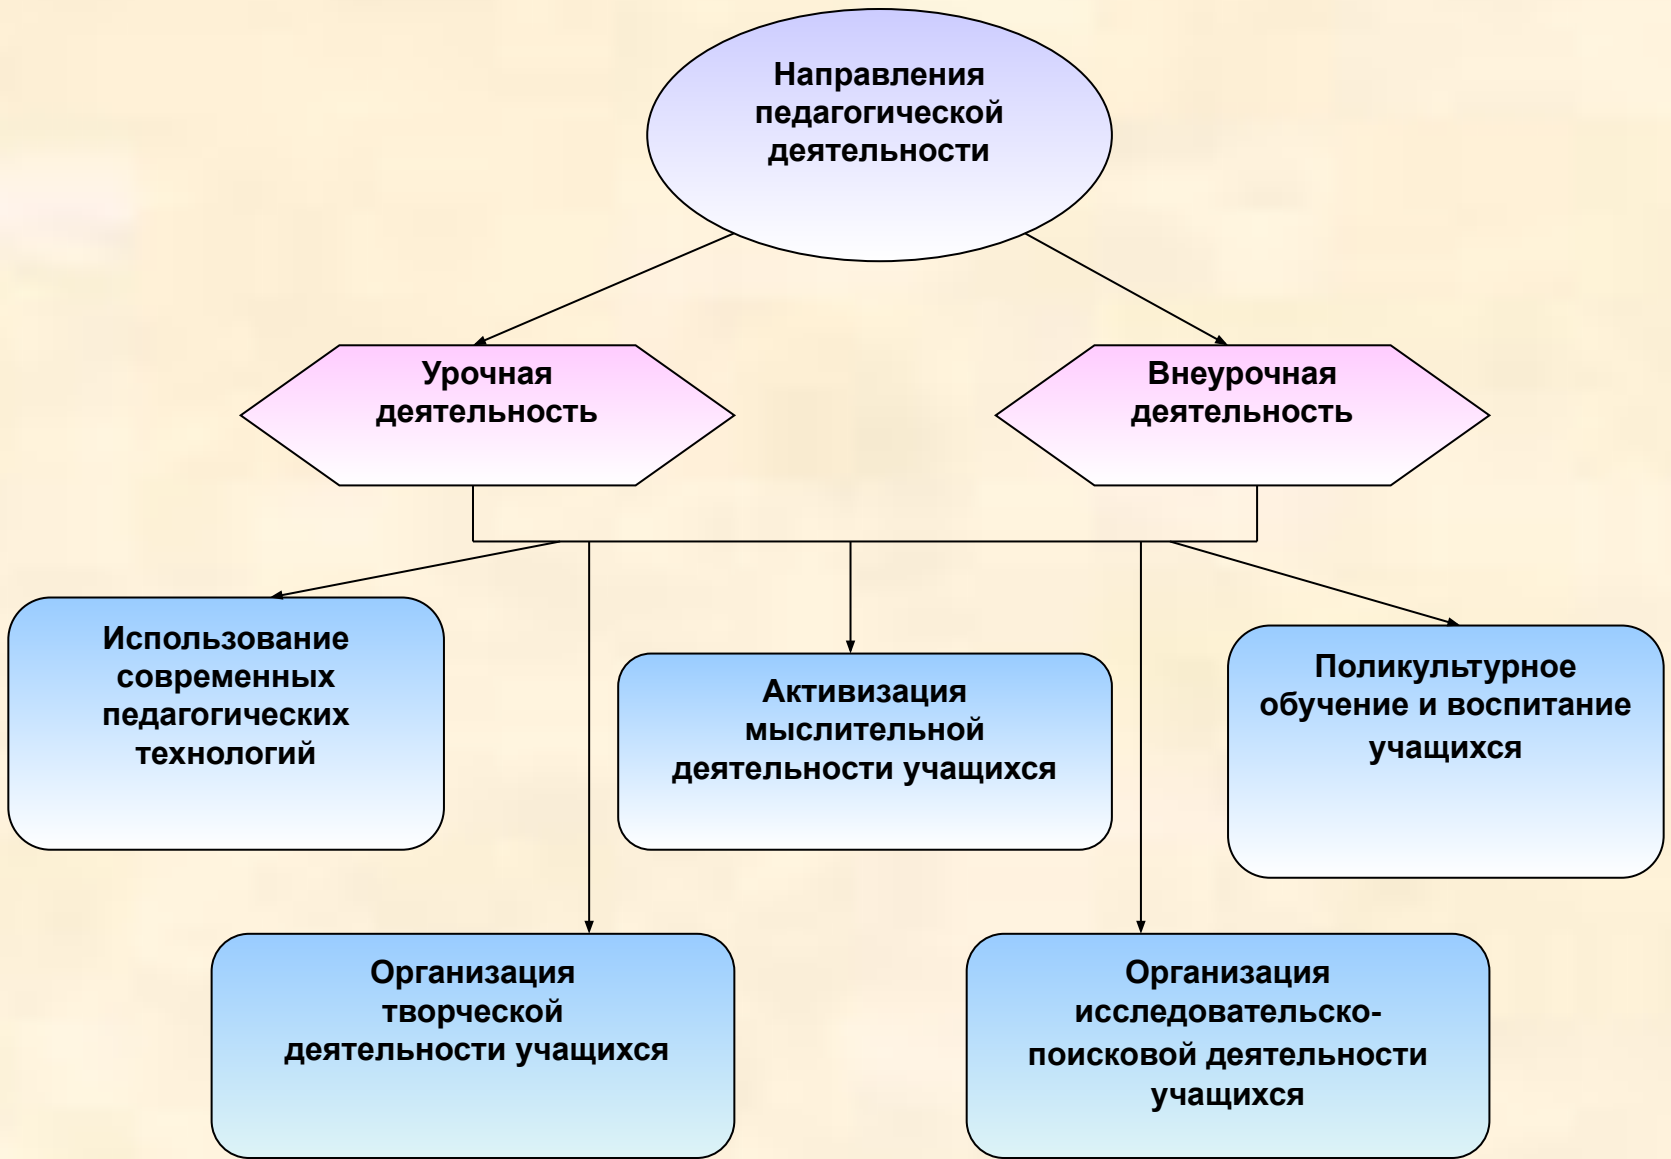 Направления
педагогической
деятельности
Урочная
деятельность
Внеурочная
деятельность
Использование
современных
педагогических
технологий
Активизация
мыслительной
деятельности учащихся
Поликультурное
обучение и воспитание
учащихся
Организация
творческой
деятельности учащихся
Организация
исследовательско-
поисковой деятельности
учащихся